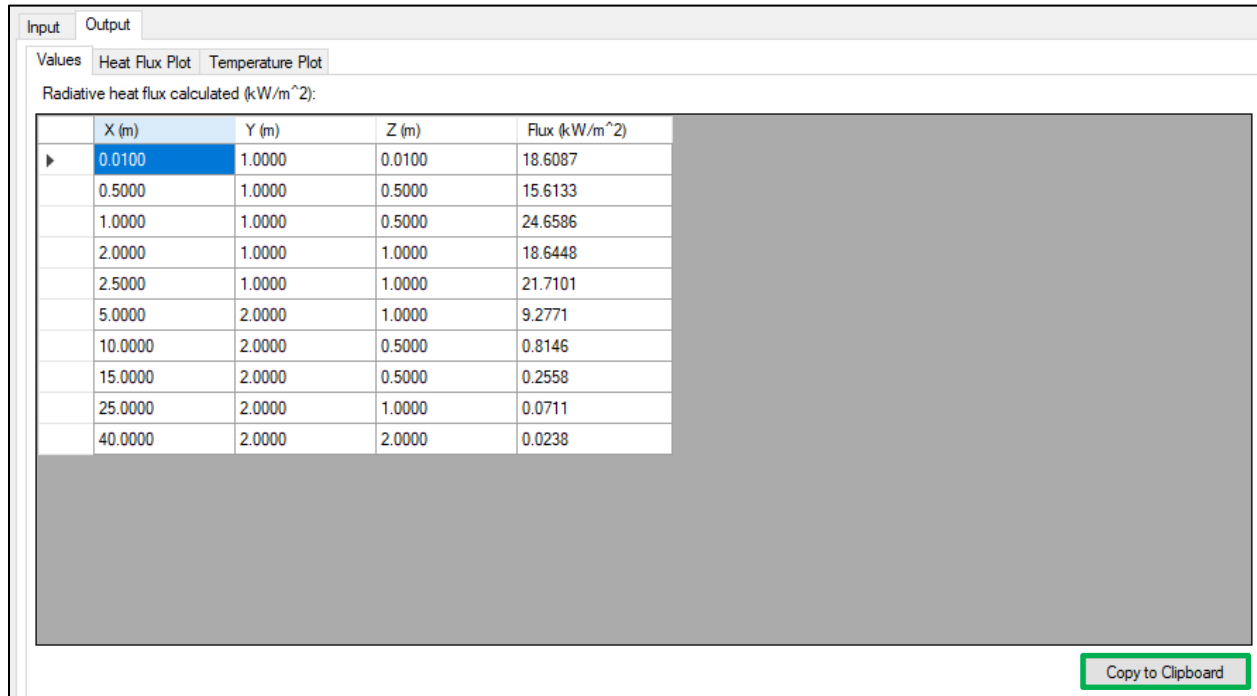 Input Output
Values Heat Flux Plot Temperature Plot
Radiative heat flux calculated (kW/m^2):
X (m) Y (m) Z (m) Flux (kW/m^2)
0.0100 1.0000 0.0100 18.6087
0.5000 1.0000 0.5000 15.6133
1.0000 1.0000 0.5000 24.6586
2.0000 1.0000 1.0000 18.6448
2.5000 1.0000 1.0000 21.7101
5.0000 2.0000 1.0000 9.2771
10.0000 2.0000 0.5000 0.8146
15.0000 2.0000 0.5000 0.2558
25.0000 2.0000 1.0000 0.0711
40.0000 2.0000 2.0000 0.0238
Copy to Clipboard